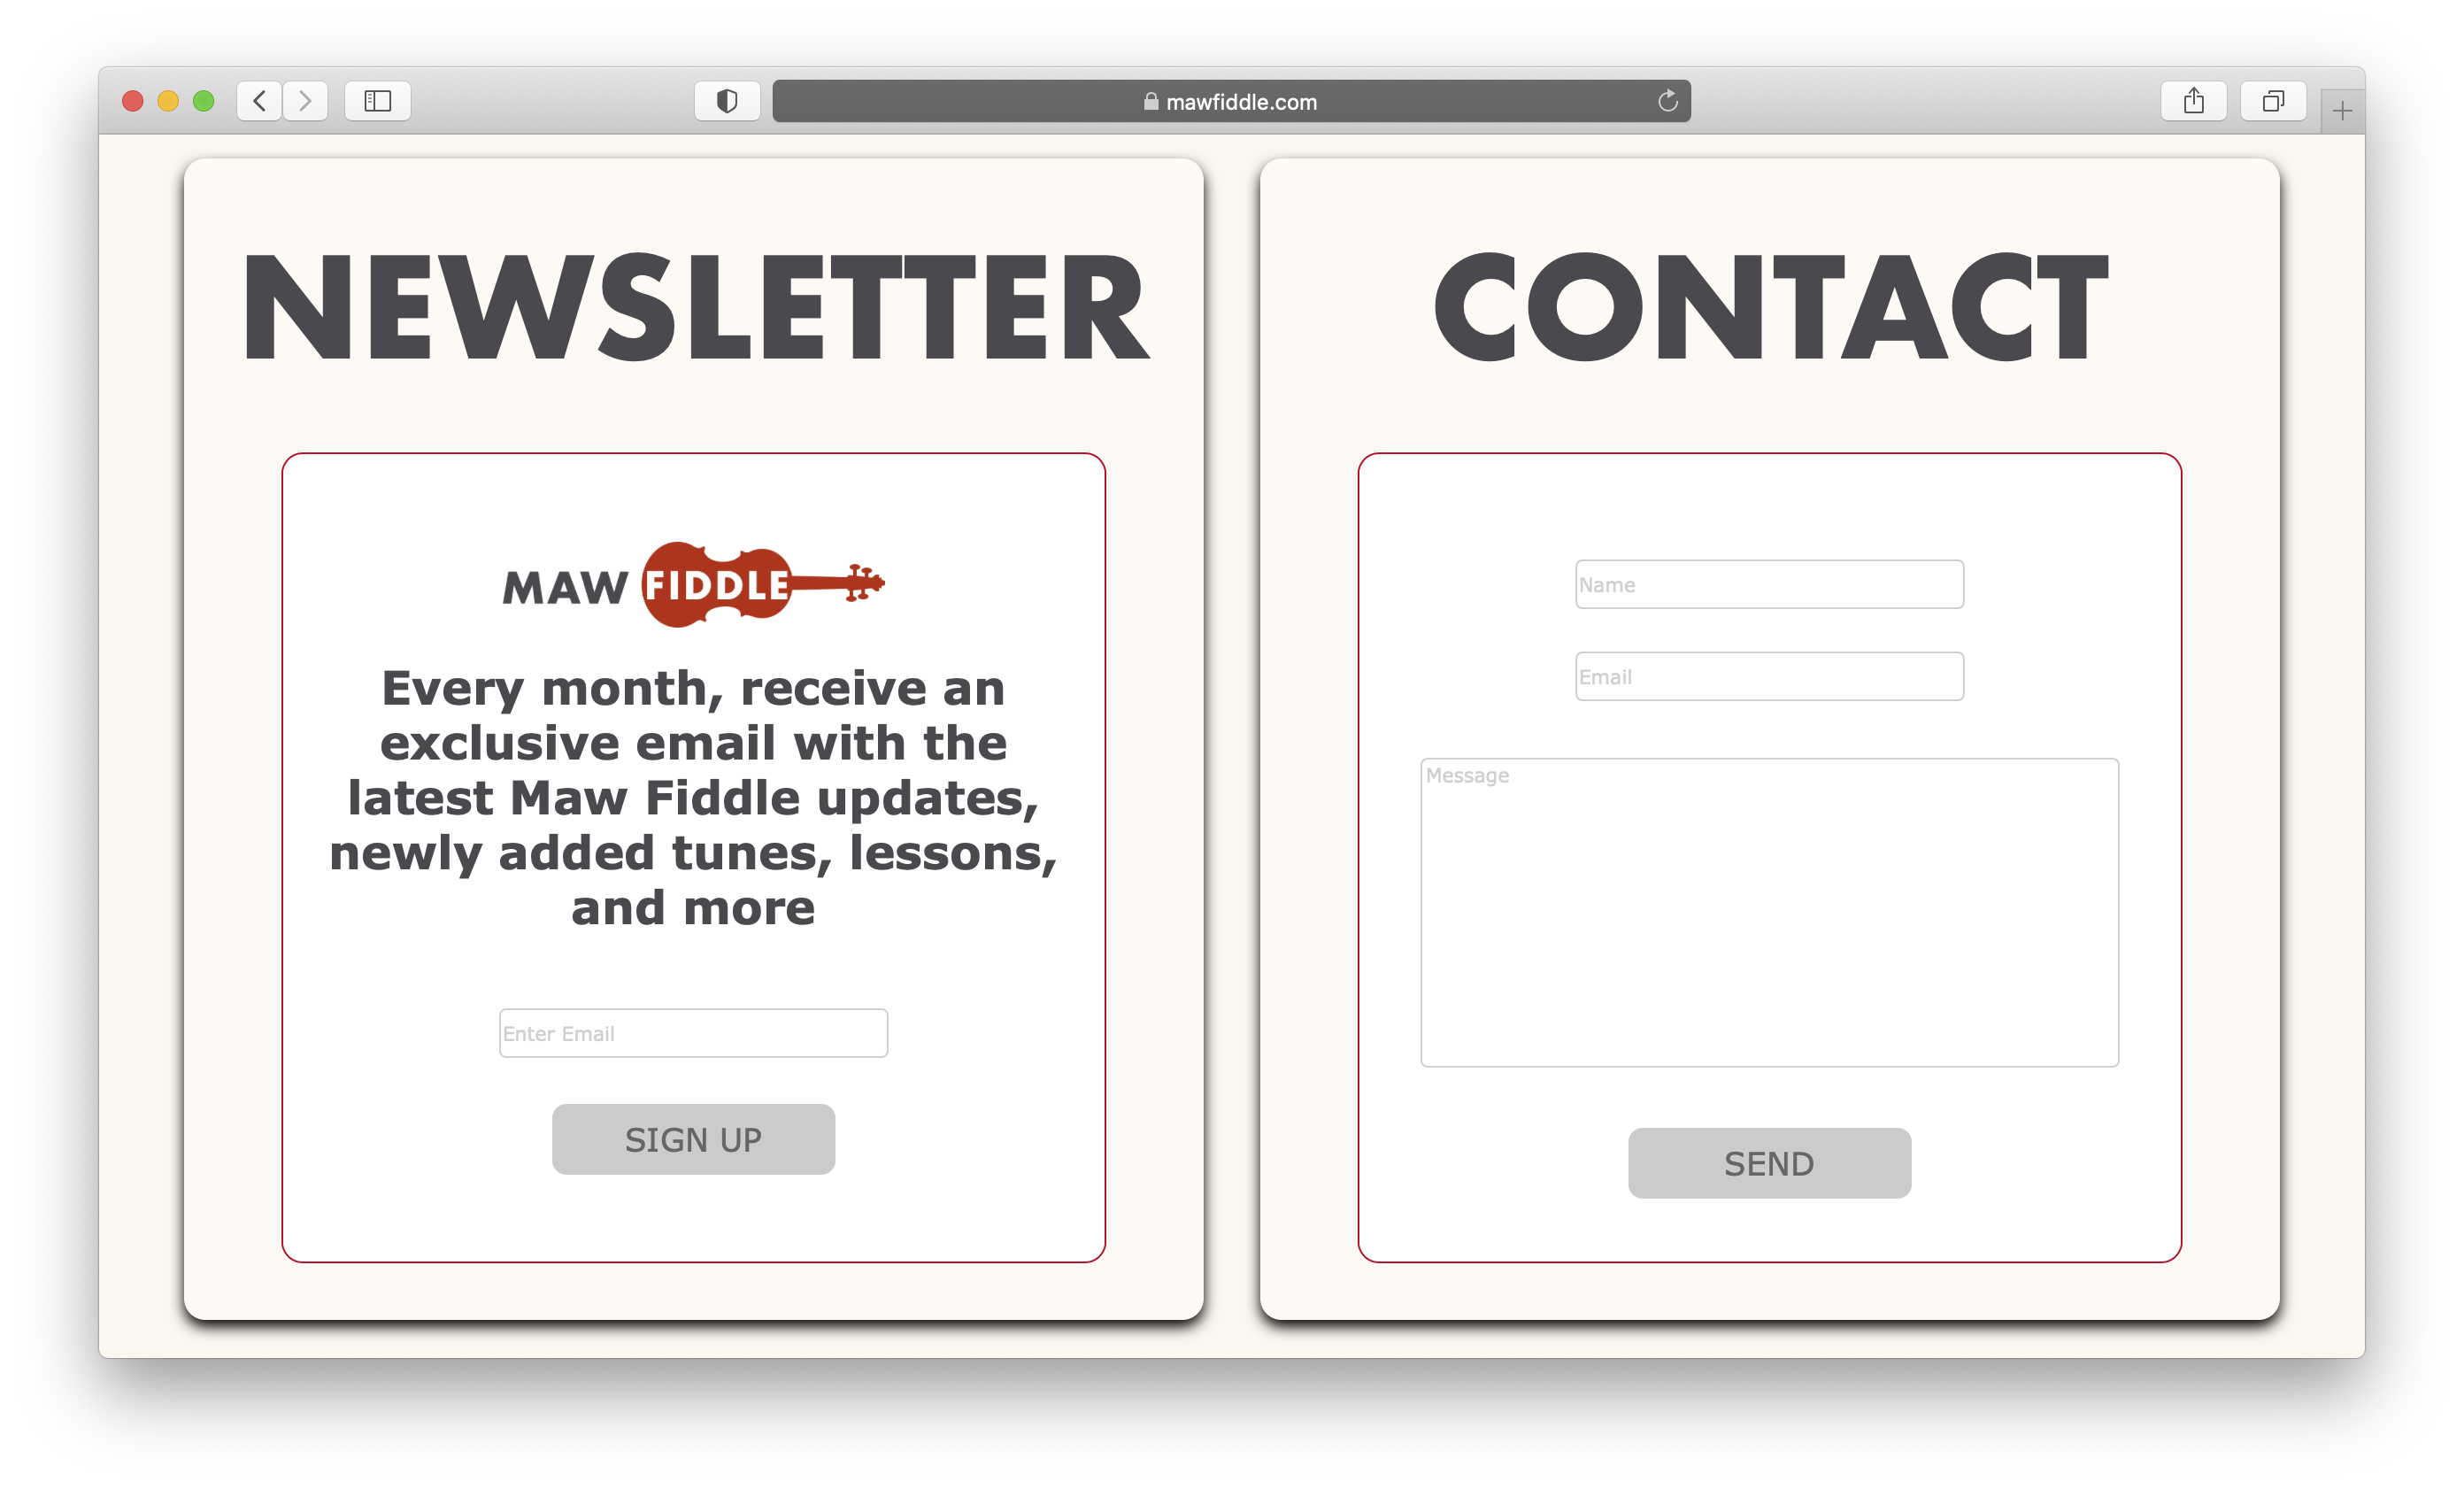 mawfiddle.com
NEWSLETTER
MAW FIDDLE
Every month, receive an
exclusive email with the
latest Maw Fiddle updates,
newly added tunes, lessons,
and more
Enter Email
SIGN UP
CONTACT
Name
Email
Message
SEND